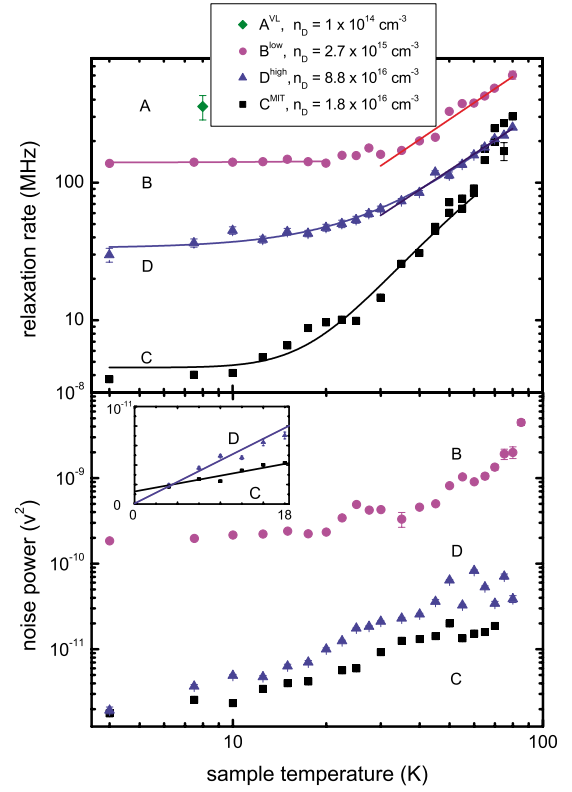 A^VL, n_D = 1 x 10^14 cm^-3
B^low, n_D = 2.7 x 10^15 cm^-3
D^high, n_D = 8.8 x 10^16 cm^-3
C^MIT, n_D = 1.8 x 10^16 cm^-3
relaxation rate (MHz)
100
10
A
B
D
C
10^-8
noise power (v^2)
10^-9
10^-10
10^-11
10^-11
0
0
18
D
C
B
D
C
10
100
sample temperature (K)